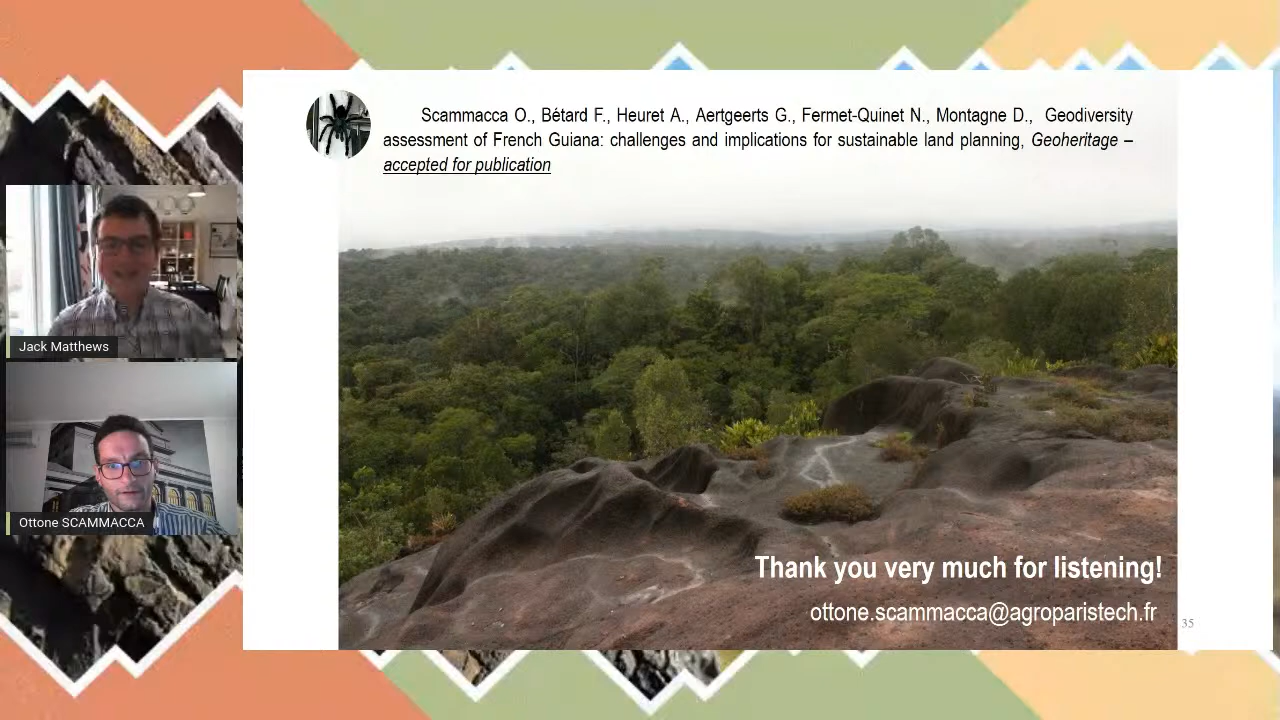 Scammacca O., Bétard F., Heuret A., Aertgeerts G., Fermet-Quinet N., Montagne D., Geodiversity
assessment of French Guiana: challenges and implications for sustainable land planning, Geoheritage –
accepted for publication
Jack Matthews
Ottone SCAMMACCA
Thank you very much for listening!
ottone.scammacca@agroparistech.fr
35